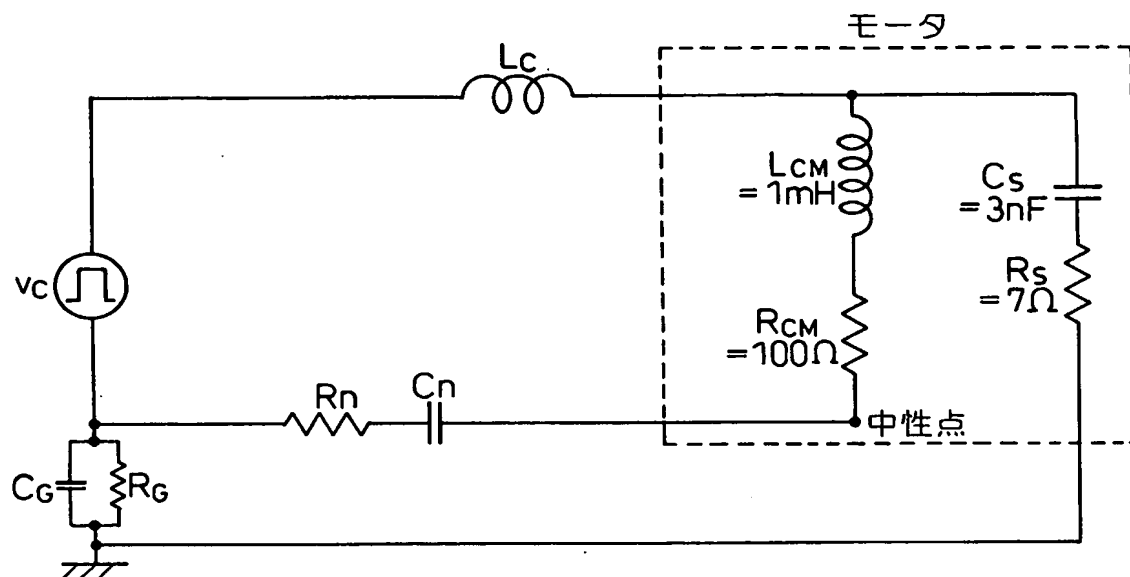 モータ
LC
LCM
=1mH
CS
=3nF
vC
RS
=7Ω
RCM
=100Ω
Rn
Cn
中性点
CG
RG